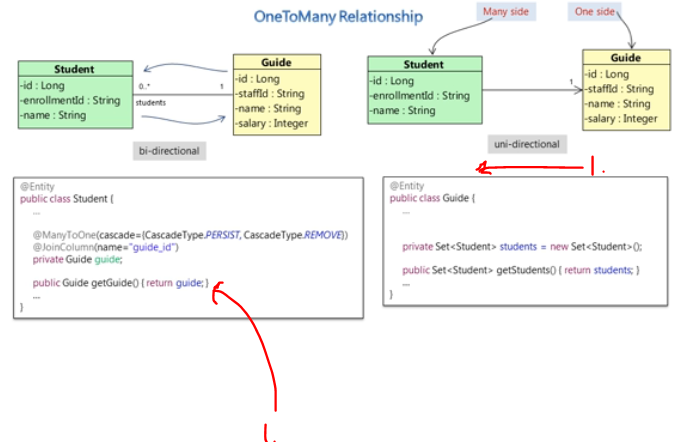 OneToMany Relationship
Many side
One side
Student
-id : Long
-enrollmentId : String
-name : String
0..*
1
students
Guide
-id : Long
-staffId : String
-name : String
-salary : Integer
bi-directional
Student
-id : Long
-enrollmentId : String
-name : String
1
Guide
-id : Long
-staffId : String
-name : String
-salary : Integer
uni-directional
1.
@Entity
public class Student {
...
@ManyToOne(cascade={CascadeType.PERSIST, CascadeType.REMOVE})
@JoinColumn(name="guide_id")
private Guide guide;
public Guide getGuide() { return guide; }
...
}
@Entity
public class Guide {
...
private Set<Student> students = new Set<Student>();
public Set<Student> getStudents() { return students; }
...
}